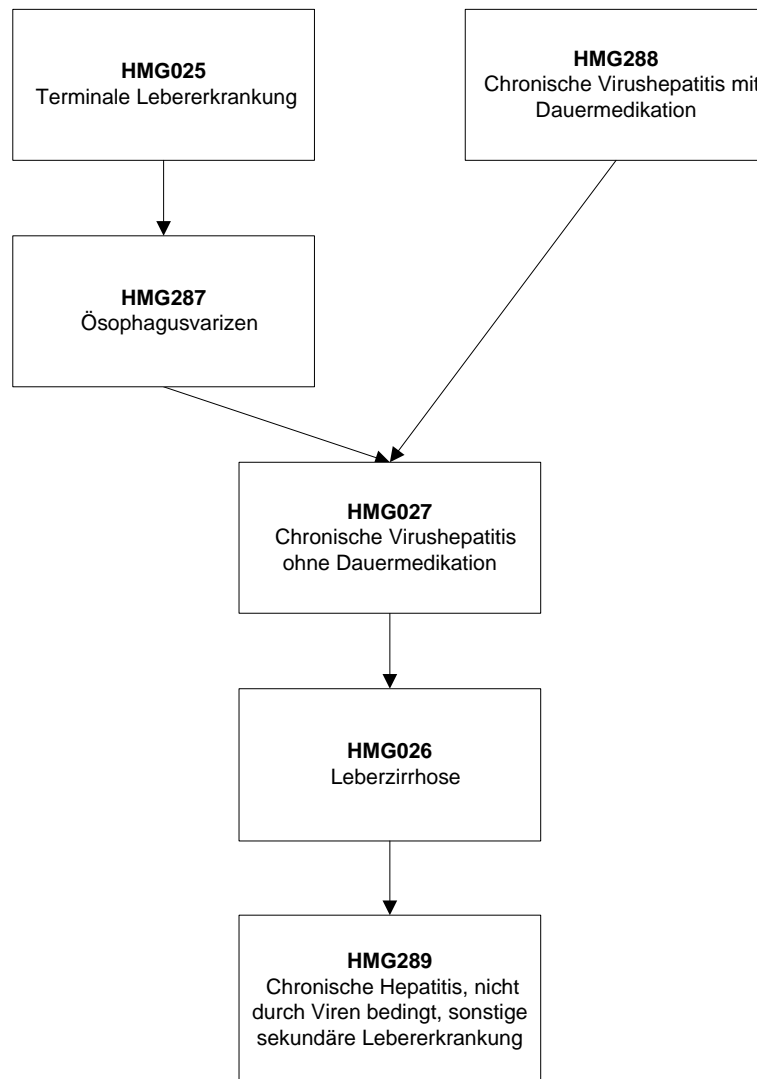 HMG025
Terminale Lebererkrankung
HMG288
Chronische Virushepatitis mit
Dauermedikation
HMG287
Ösophagusvarizen
HMG027
Chronische Virushepatitis
ohne Dauermedikation
HMG026
Leberzirrhose
HMG289
Chronische Hepatitis, nicht
durch Viren bedingt, sonstige
sekundäre Lebererkrankung